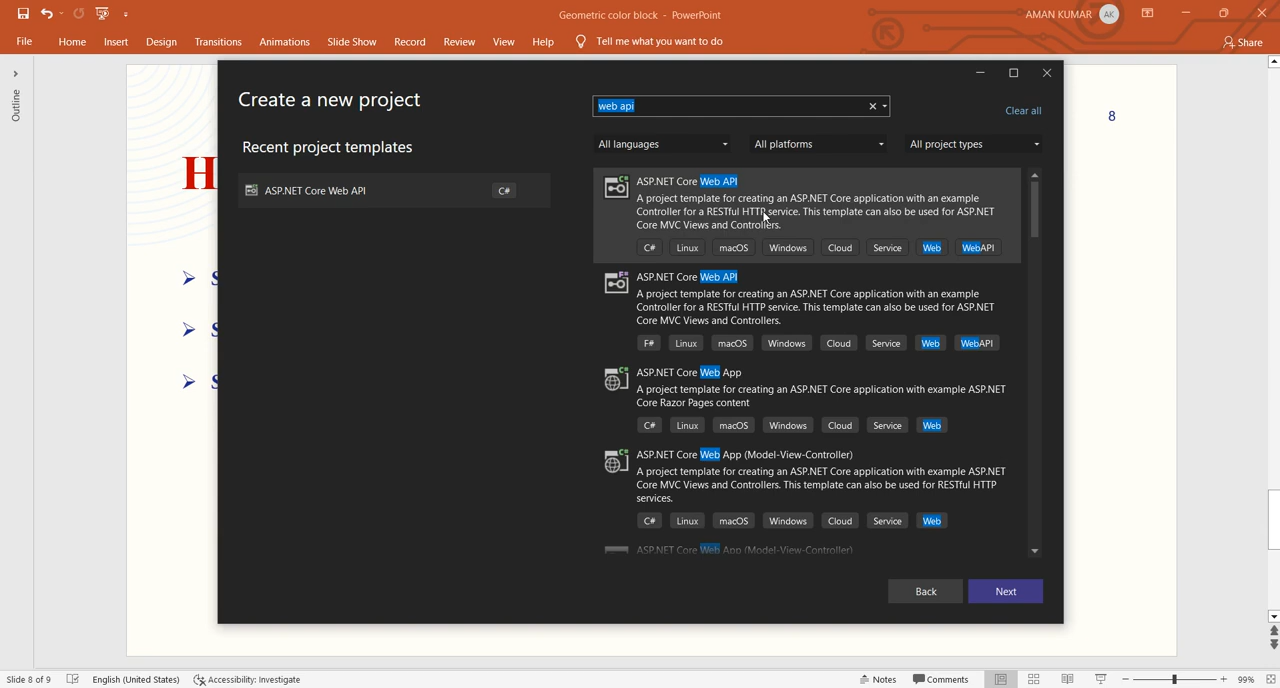 Geometric color block - PowerPoint
AMAN KUMAR AK
File Home Insert Design Transitions Animations Slide Show Record Review View Help Tell me what you want to do Share
Outline
8
H
S
S
S
Create a new project
Recent project templates
ASP.NET Core Web API C#
web api
Clear all
All languages All platforms All project types
ASP.NET Core Web API
A project template for creating an ASP.NET Core application with an example
Controller for a RESTful HTTP service. This template can also be used for ASP.NET
Core MVC Views and Controllers.
C# Linux macOS Windows Cloud Service Web WebAPI
ASP.NET Core Web API
A project template for creating an ASP.NET Core application with an example
Controller for a RESTful HTTP service. This template can also be used for ASP.NET
Core MVC Views and Controllers.
F# Linux macOS Windows Cloud Service Web WebAPI
ASP.NET Core Web App
A project template for creating an ASP.NET Core application with example ASP.NET
Core Razor Pages content
C# Linux macOS Windows Cloud Service Web
ASP.NET Core Web App (Model-View-Controller)
A project template for creating an ASP.NET Core application with example ASP.NET
Core MVC Views and Controllers. This template can also be used for RESTful HTTP
services.
C# Linux macOS Windows Cloud Service Web
ASP.NET Core Web App (Model-View-Controller)
Back Next
Slide 8 of 9 English (United States) Accessibility: Investigate Notes Comments 99%